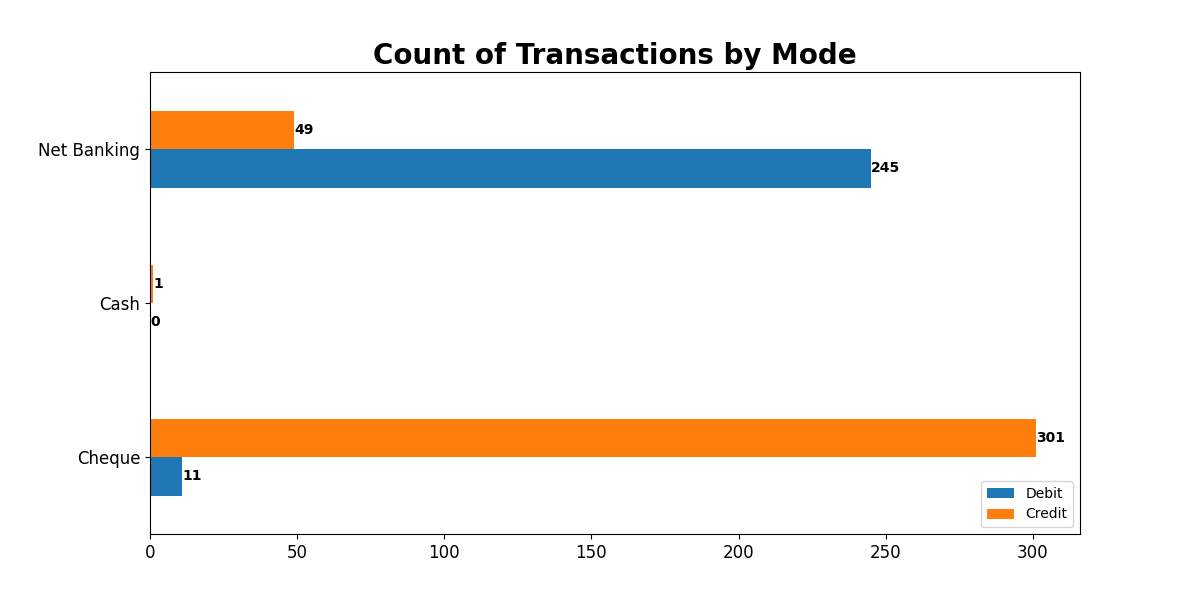 Count of Transactions by Mode
Net Banking
49
245
Cash
1
0
Cheque
301
11
Debit
Credit
0 50 100 150 200 250 300